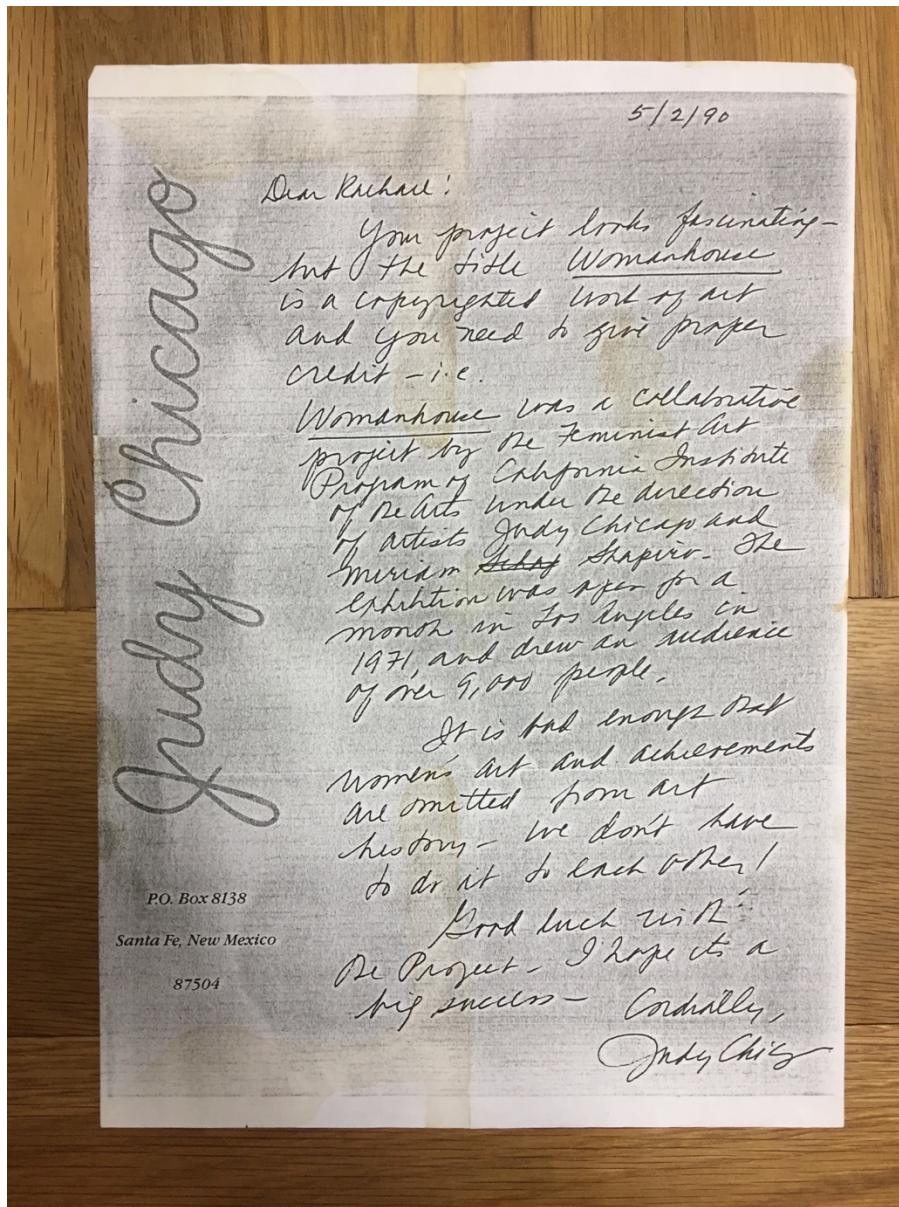 5/2/90
Judy Chicago
Dear Rachael!
Your project looks fascinating –
but the title Womanhouse
is a copyrighted work of art
and you need to give proper
credit – i.e.
Womanhouse was a collaborative
project by the Feminist Art
Program of California Institute
of the Arts under the direction
of artists Judy Chicago and
Miriam Schap Shapiro. The
exhibition was open for a
month in Los Angeles in
1971, and drew an audience
of over 9,000 people.
It is bad enough that
women's art and achievements
are omitted from art
history – we don't have
to do it to each other!
Good luck with
the Project – I hope its a
big success –
Cordially,
Judy Chicago
P.O. Box 8138
Santa Fe, New Mexico
87504